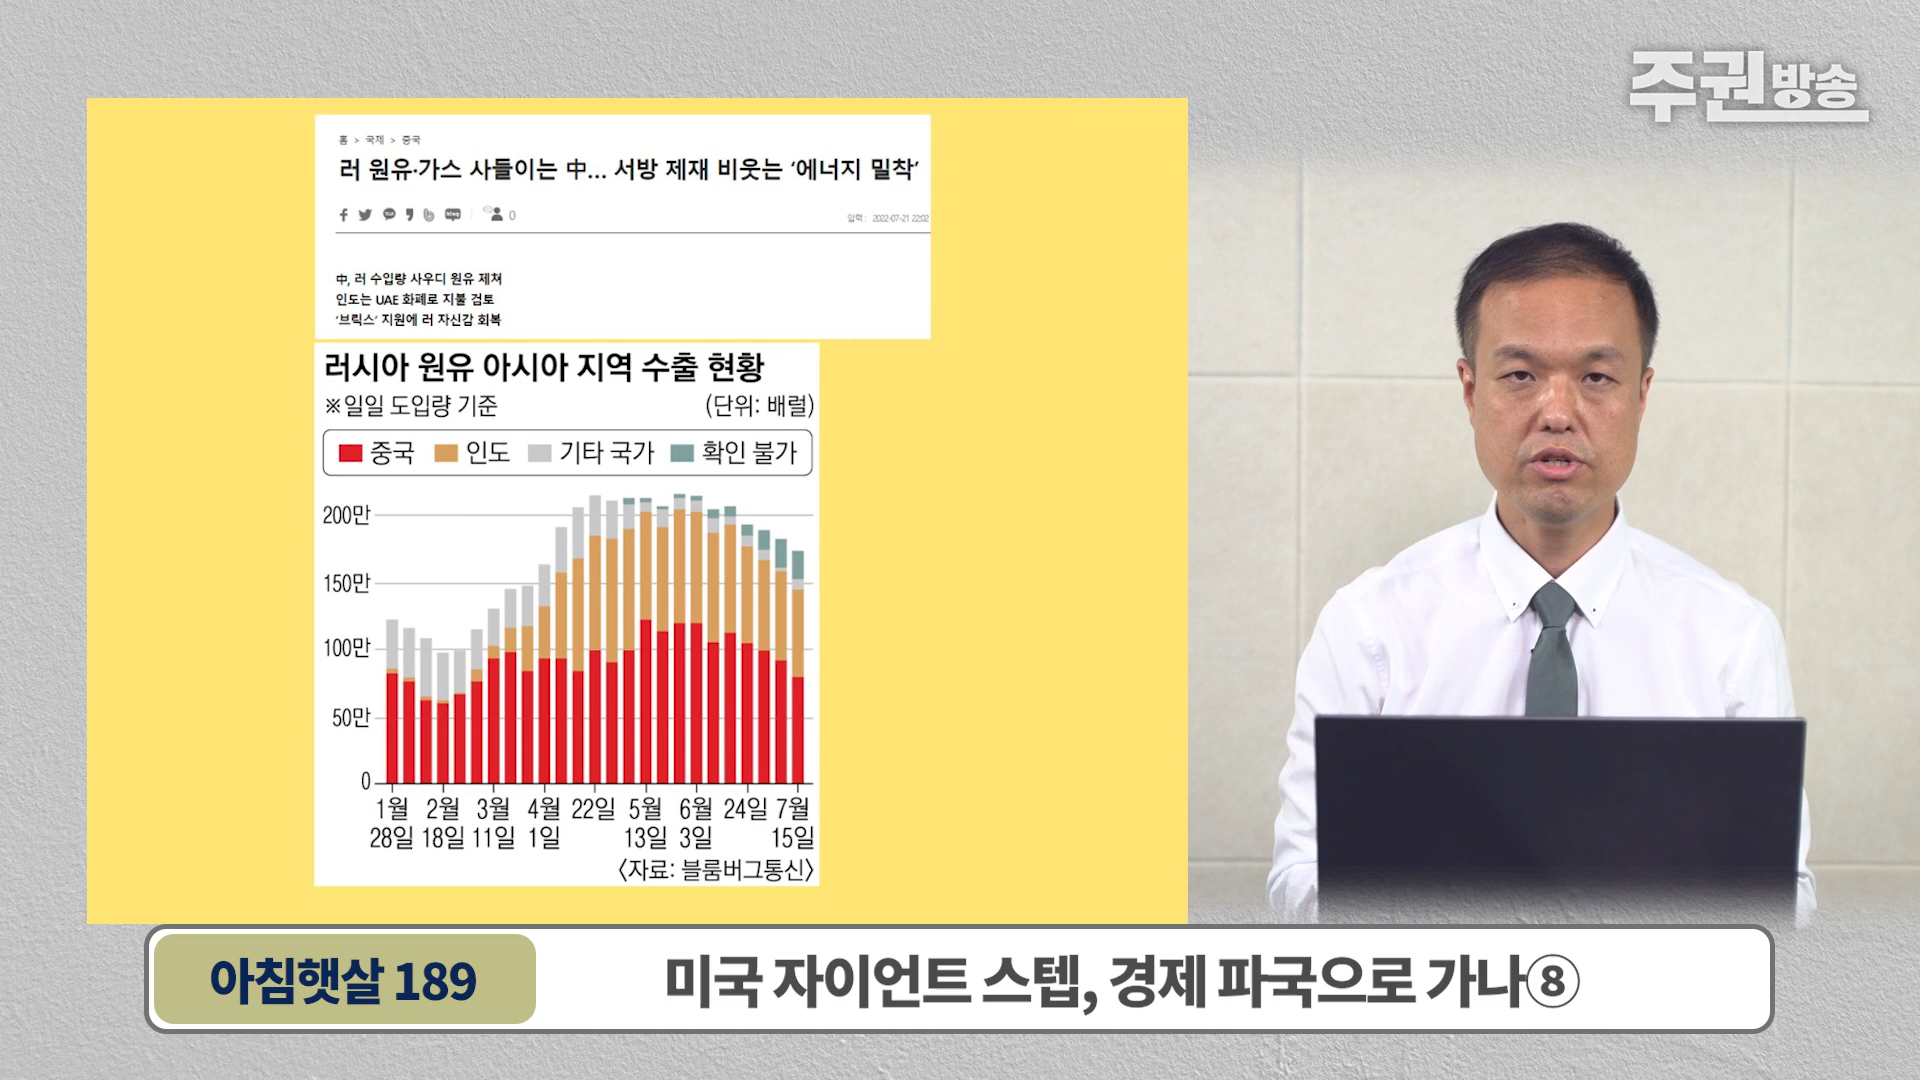 주권방송
홈 > 국제 > 중국
러 원유·가스 사들이는 中... 서방 제재 비웃는 ‘에너지 밀착’
0
입력 : 2022-07-21 22:02
中, 러 수입량 사우디 원유 제쳐
인도는 UAE 화폐로 지불 검토
‘브릭스’ 지원에 러 자신감 회복
러시아 원유 아시아 지역 수출 현황
※일일 도입량 기준 (단위: 배럴)
중국 인도 기타 국가 확인 불가
200만
150만
100만
50만
0
1월 2월 3월 4월 22일 5월 6월 24일 7월
28일 18일 11일 1일 13일 3일 15일
〈자료: 블룸버그통신〉
아침햇살 189
미국 자이언트 스텝, 경제 파국으로 가나⑧